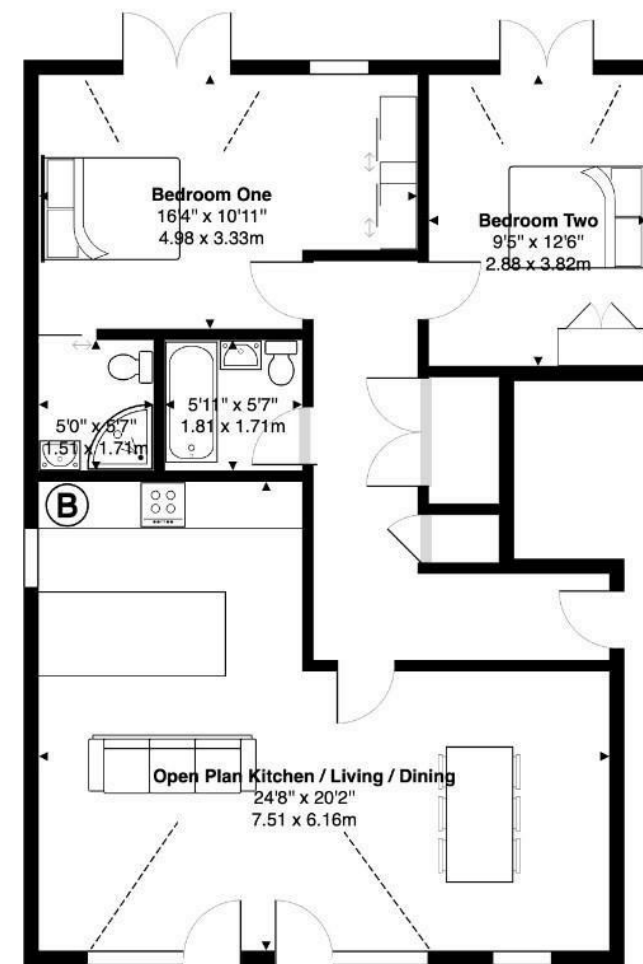 Bedroom One
16'4" x 10'11"
4.98 x 3.33m
Bedroom Two
9'5" x 12'6"
2.88 x 3.82m
5'0" x 5'7"
1.51 x 1.71m
5'11" x 5'7"
1.81 x 1.71m
B
Open Plan Kitchen / Living / Dining
24'8" x 20'2"
7.51 x 6.16m